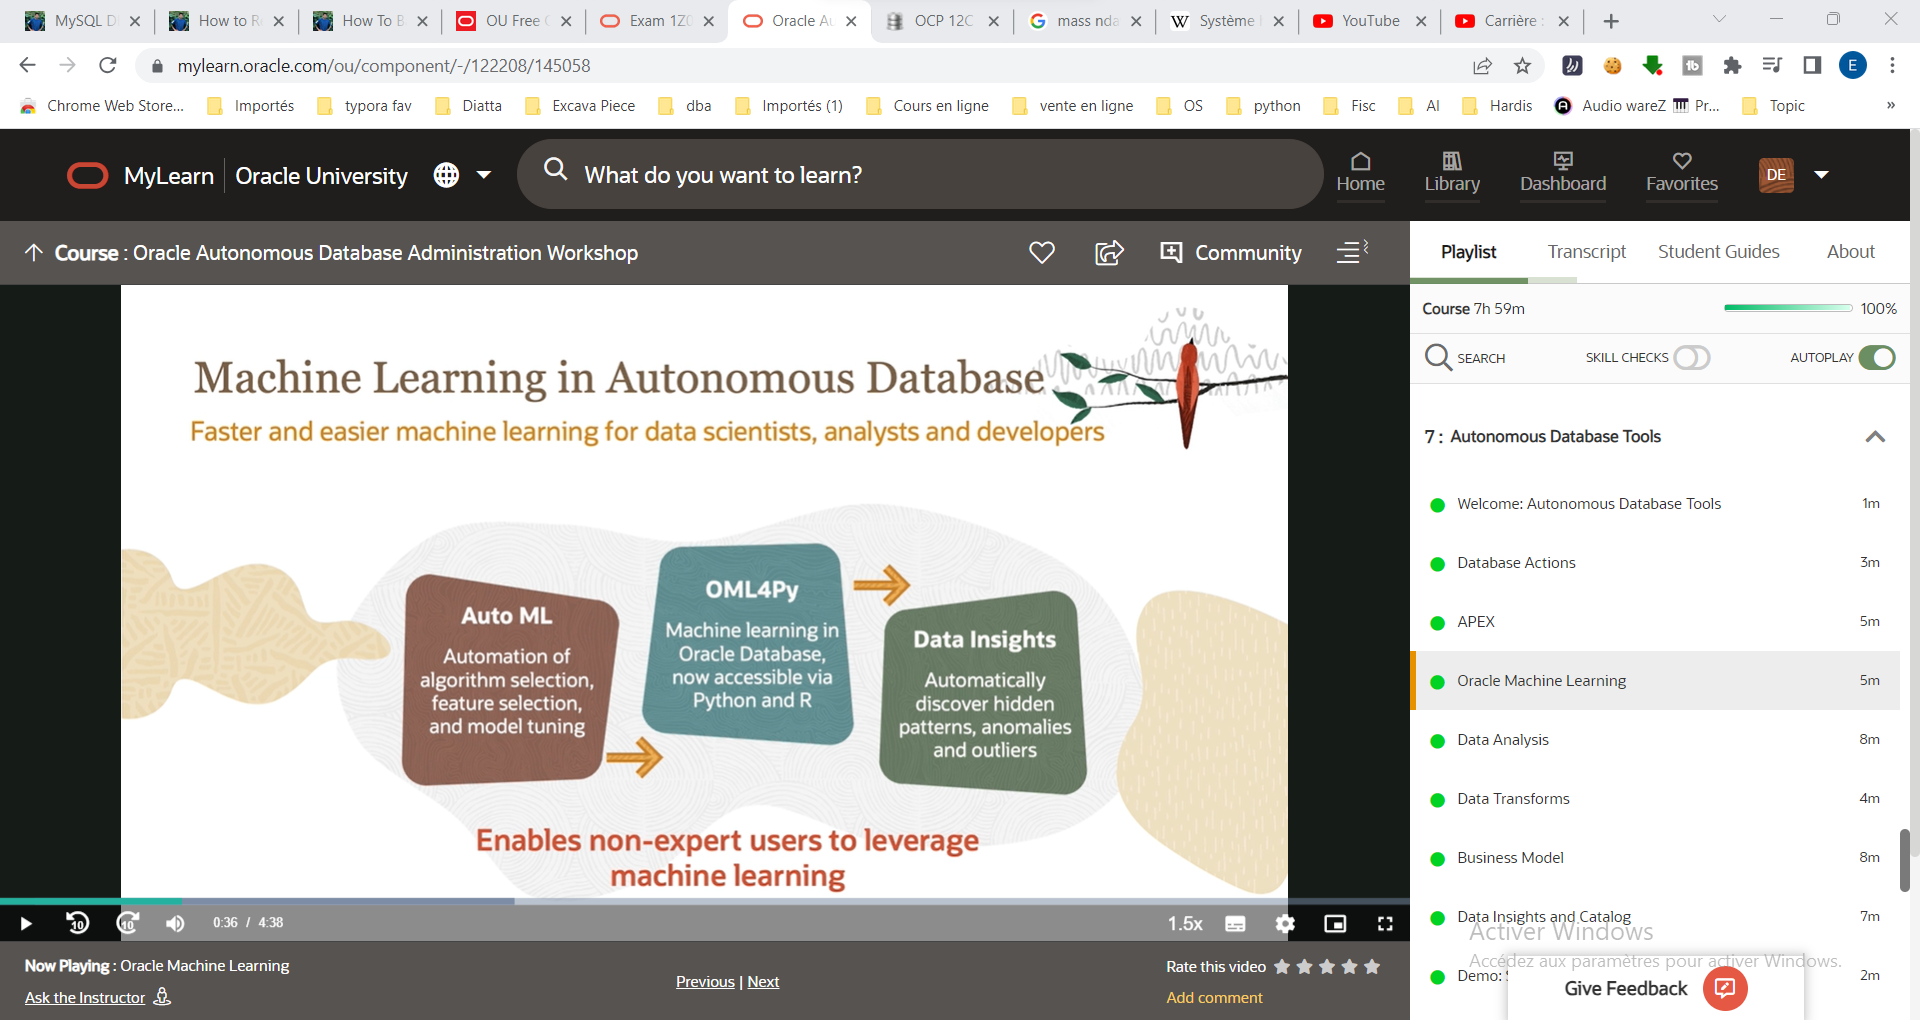 MySQL D
How to R
How To B
OU Free
Exam 1Z0
Oracle Au
OCP 12C
mass nda
Système
YouTube
Carrière :
mylearn.oracle.com/ou/component/-/122208/145058
E
Chrome Web Store...
Importés
typora fav
Diatta
Excava Piece
dba
Importés (1)
Cours en ligne
vente en ligne
OS
python
Fisc
AI
Hardis
Audio wareZ
Pr...
Topic
»
MyLearn
Oracle University
What do you want to learn?
Home
Library
Dashboard
Favorites
DE
Course : Oracle Autonomous Database Administration Workshop
Community
Machine Learning in Autonomous Database
Faster and easier machine learning for data scientists, analysts and developers
Auto ML
Automation of
algorithm selection,
feature selection,
and model tuning
OML4Py
Machine learning in
Oracle Database,
now accessible via
Python and R
Data Insights
Automatically
discover hidden
patterns, anomalies
and outliers
Enables non-expert users to leverage
machine learning
10
10
0:36 / 4:38
1.5x
Now Playing : Oracle Machine Learning
Ask the Instructor
Previous | Next
Rate this video
Add comment
Playlist
Transcript
Student Guides
About
Course 7h 59m
100%
SEARCH
SKILL CHECKS
AUTOPLAY
7 : Autonomous Database Tools
Welcome: Autonomous Database Tools 1m
Database Actions 3m
APEX 5m
Oracle Machine Learning 5m
Data Analysis 8m
Data Transforms 4m
Business Model 8m
Data Insights and Catalog 7m
Activer Windows
Accédez aux paramètres pour activer Windows.
Demo: 2m
Give Feedback